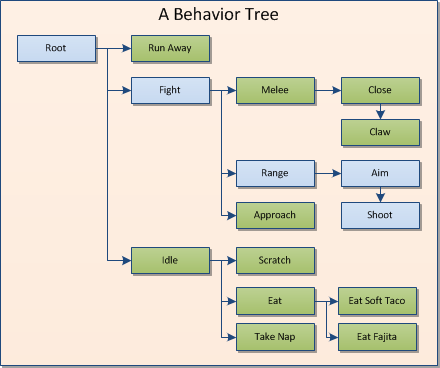 A Behavior Tree
Root
Run Away
Fight
Melee
Close
Claw
Range
Aim
Approach
Shoot
Idle
Scratch
Eat
Eat Soft Taco
Take Nap
Eat Fajita